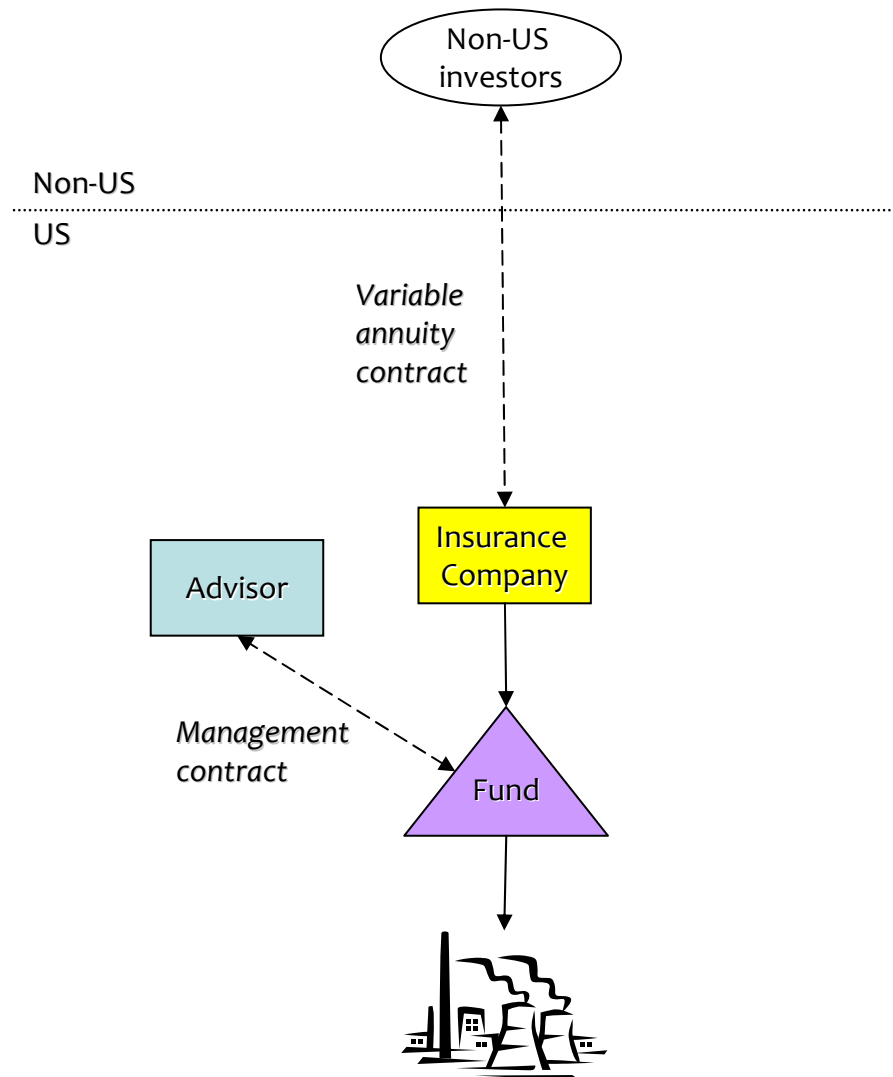 Non-US
investors
Non-US
US
Variable
annuity
contract
Insurance
Company
Advisor
Management
contract
Fund